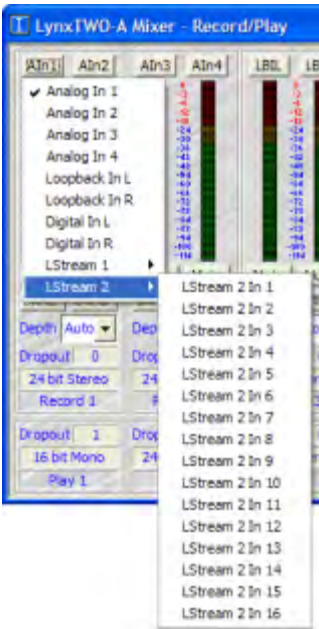 LynxTWO-A Mixer - Record/Play
AIn1 AIn2 AIn3 AIn4 LBIL
Analog In 1
Analog In 2
Analog In 3
Analog In 4
Loopback In L
Loopback In R
Digital In L
Digital In R
LStream 1
LStream 2
LStream 2 In 1
LStream 2 In 2
LStream 2 In 3
LStream 2 In 4
LStream 2 In 5
LStream 2 In 6
LStream 2 In 7
LStream 2 In 8
LStream 2 In 9
LStream 2 In 10
LStream 2 In 11
LStream 2 In 12
LStream 2 In 13
LStream 2 In 14
LStream 2 In 15
LStream 2 In 16
Depth Auto
Dropout 0
24 bit Stereo 24
Record 1
Dropout 1
16 bit Mono 24
Play 1